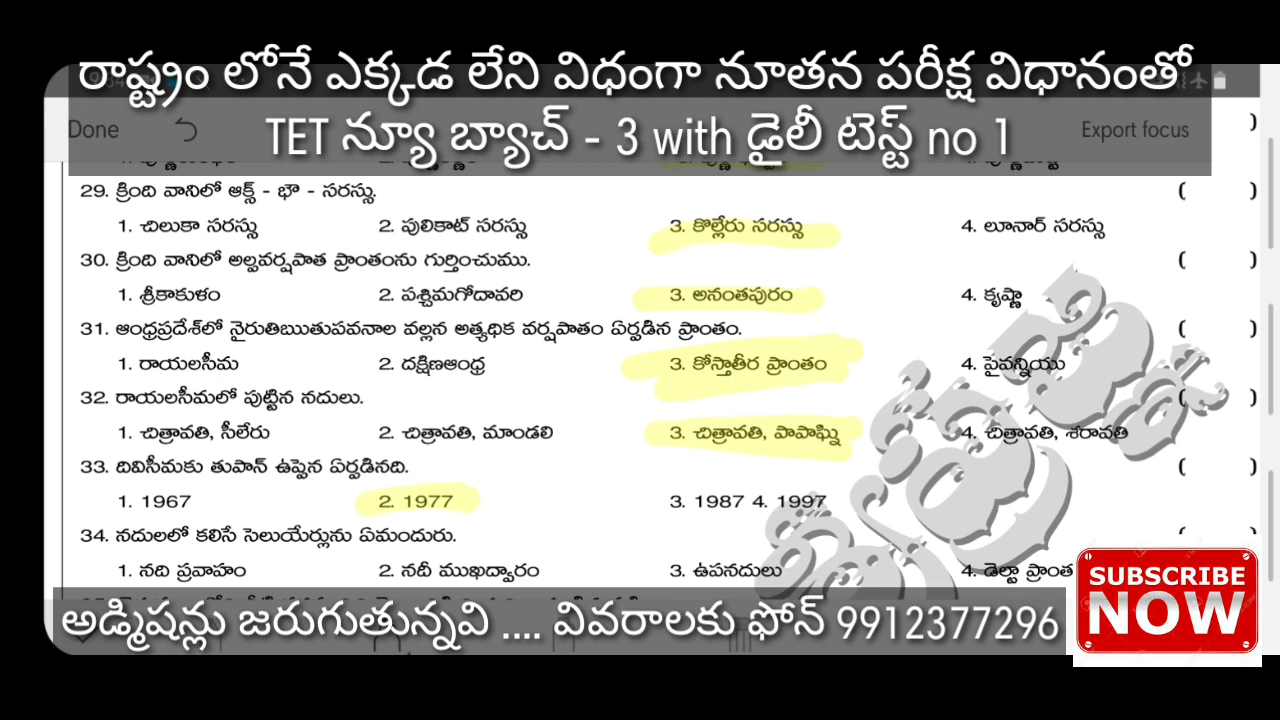 రాష్ట్రం లోనే ఎక్కడ లేని విధంగా నూతన పరీక్ష విధానంతో
TET న్యూ బ్యాచ్ - 3 with డైలీ టెస్ట్ no 1
Done Export focus
29. క్రింది వానిలో ఆక్స్ - భౌ - సరస్సు. ( )
1. చిలుకా సరస్సు 2. పులికాట్ సరస్సు 3. కొల్లేరు సరస్సు 4. లూనార్ సరస్సు
30. క్రింది వానిలో అల్పవర్షపాత ప్రాంతంను గుర్తించుము. ( )
1. శ్రీకాకుళం 2. పశ్చిమగోదావరి 3. అనంతపురం 4. కృష్ణా
31. ఆంధ్రప్రదేశ్‌లో నైరుతిఋతుపవనాల వల్లన అత్యధిక వర్షపాతం ఏర్పడిన ప్రాంతం. ( )
1. రాయలసీమ 2. దక్షిణఆంధ్ర 3. కోస్తాతీర ప్రాంతం 4. పైవన్నియు
32. రాయలసీమలో పుట్టిన నదులు. ( )
1. చిత్రావతి, సీలేరు 2. చిత్రావతి, మాండలి 3. చిత్రావతి, పాపాఘ్ని 4. చిత్రావతి, శరావతి
33. దివిసీమకు తుపాన్ ఉప్పెన ఏర్పడినది. ( )
1. 1967 2. 1977 3. 1987 4. 1997
34. నదులలో కలిసే సెలుయేర్లును ఏమందురు. ( )
1. నది ప్రవాహం 2. నదీ ముఖద్వారం 3. ఉపనదులు 4. డెల్టా ప్రాంత
SUBSCRIBE
NOW
అడ్మిషన్లు జరుగుతున్నవి .... వివరాలకు ఫోన్ 9912377296